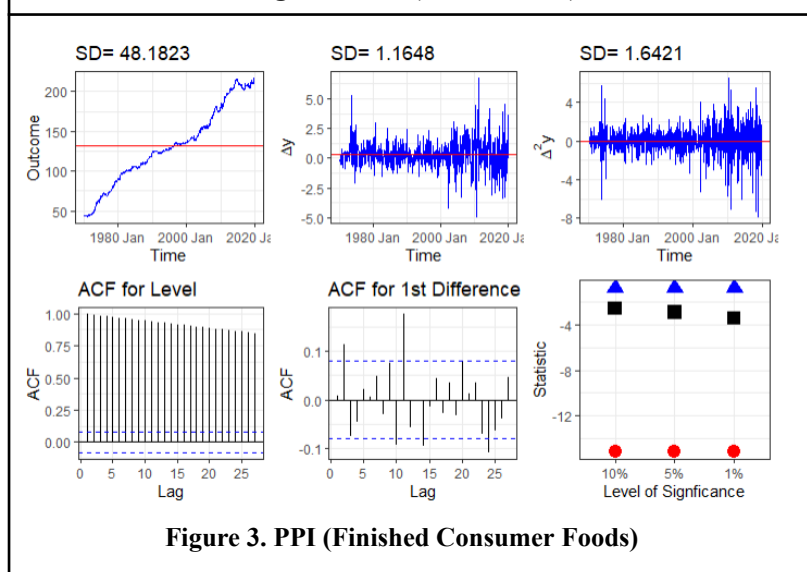 SD= 48.1823
SD= 1.1648
SD= 1.6421
Outcome
200
150
100
50
1980 Jan
2000 Jan
2020 Ja
Time
Δy
5.0
2.5
0.0
-2.5
-5.0
1980 Jan
2000 Jan
2020 Ja
Time
Δ²y
4
0
-4
-8
1980 Jan
2000 Jan
2020 Ja
Time
ACF for Level
ACF
1.00
0.75
0.50
0.25
0.00
0 5 10 15 20 25
Lag
ACF for 1st Difference
ACF
0.1
0.0
-0.1
0 5 10 15 20 25
Lag
Statistic
-4
-8
-12
10% 5% 1%
Level of Signficance
Figure 3. PPI (Finished Consumer Foods)